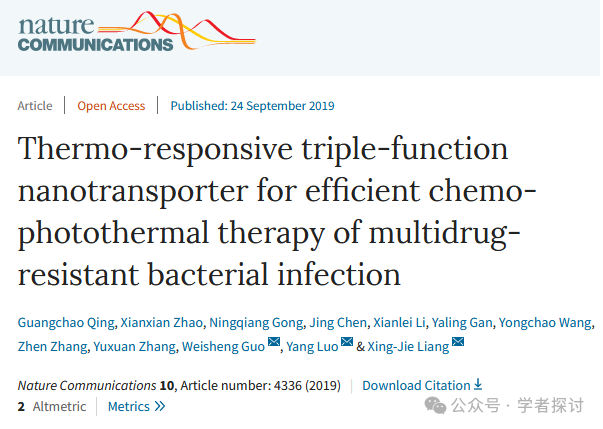 nature
COMMUNICATIONS
Article Open Access Published: 24 September 2019
Thermo-responsive triple-function
nanotransporter for efficient chemo-
photothermal therapy of multidrug-
resistant bacterial infection
Guangchao Qing, Xianxian Zhao, Ningqiang Gong, Jing Chen, Xianlei Li, Yaling Gan, Yongchao Wang,
Zhen Zhang, Yuxuan Zhang, Weisheng Guo, Yang Luo & Xing-Jie Liang
Nature Communications 10, Article number: 4336 (2019) Download Citation
2 Altmetric Metrics
公众号 · 学者探讨